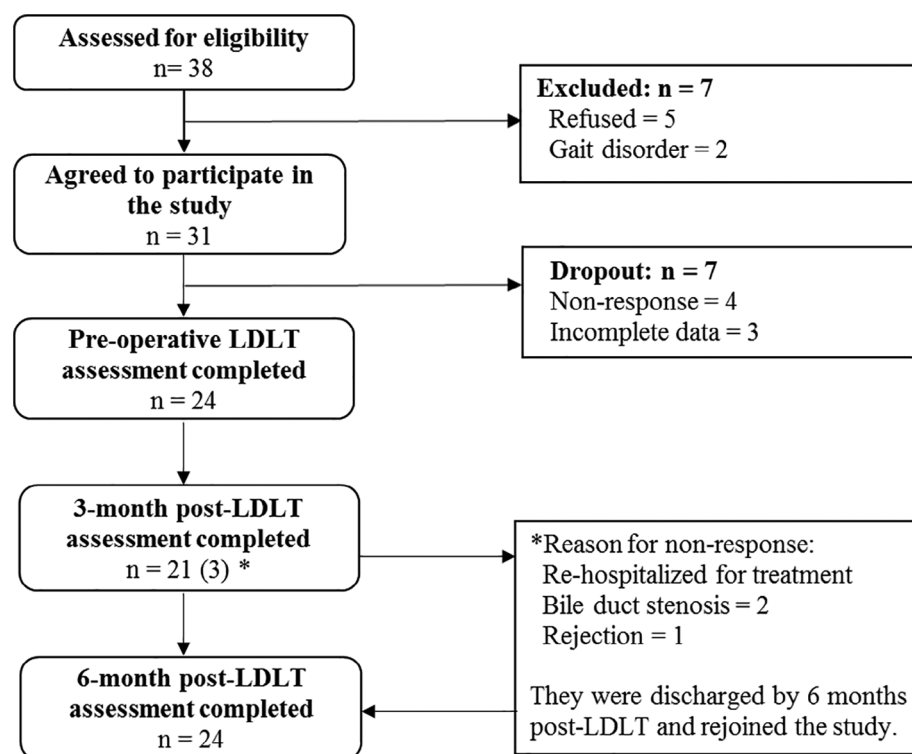 Assessed for eligibility
n= 38
Excluded: n = 7
Refused = 5
Gait disorder = 2
Agreed to participate in
the study
n = 31
Dropout: n = 7
Non-response = 4
Incomplete data = 3
Pre-operative LDLT
assessment completed
n = 24
3-month post-LDLT
assessment completed
n = 21 (3) *
*Reason for non-response:
Re-hospitalized for treatment
Bile duct stenosis = 2
Rejection = 1
They were discharged by 6 months
post-LDLT and rejoined the study.
6-month post-LDLT
assessment completed
n = 24